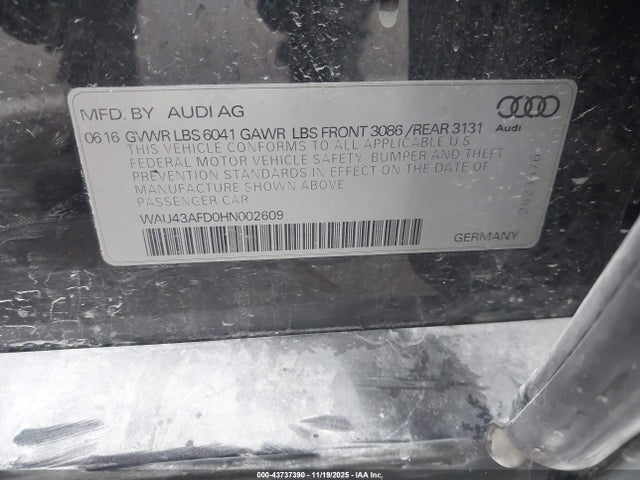 MFD. BY AUDI AG
06 16 GVWR LBS 6041 GAWR LBS FRONT 3086 /REAR 3131
Audi
THIS VEHICLE CONFORMS TO ALL APPLICABLE U.S
FEDERAL MOTOR VEHICLE SAFETY, BUMPER AND THEFT
PREVENTION STANDARDS IN EFFECT ON THE DATE OF
MANUFACTURE SHOWN ABOVE
PASSENGER CAR
WAU43AFD0HN002609
GERMANY
000-43737390 - 11/19/2025 - IAA Inc.